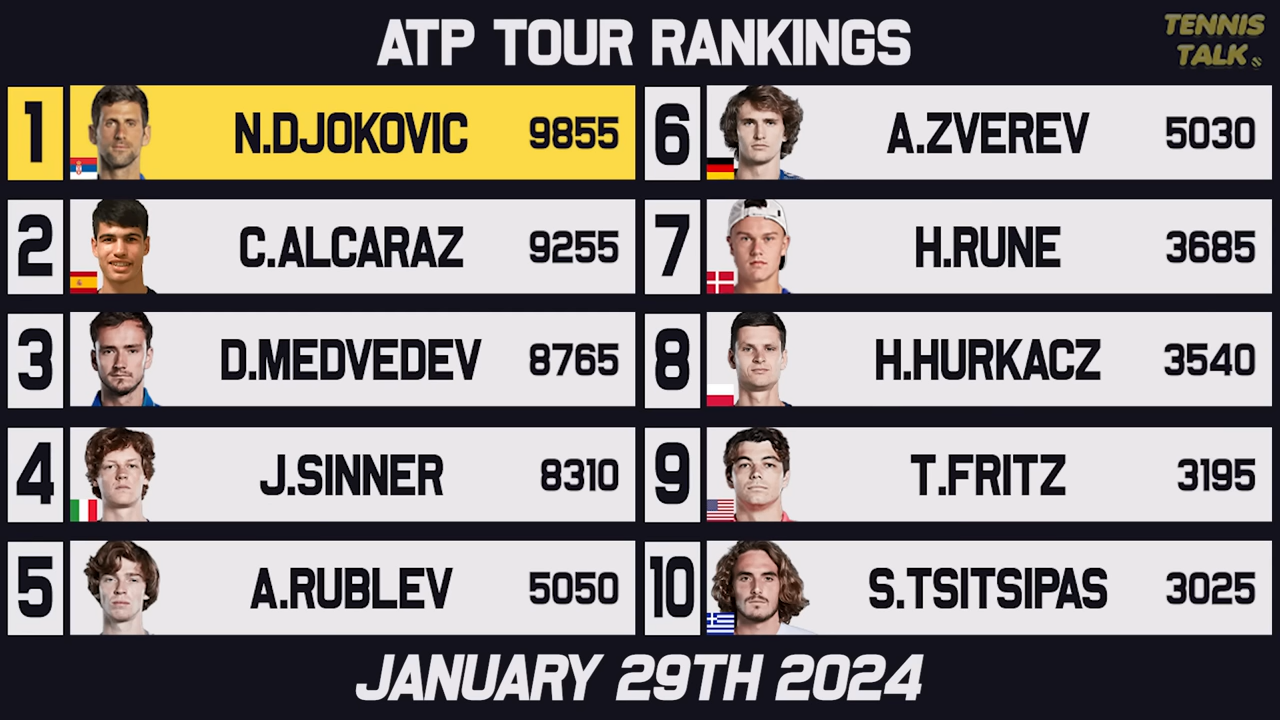 ATP TOUR RANKINGS
TENNIS
TALK.
1 N.DJOKOVIC 9855
2 C.ALCARAZ 9255
3 D.MEDVEDEV 8765
4 J.SINNER 8310
5 A.RUBLEV 5050
6 A.ZVEREV 5030
7 H.RUNE 3685
8 H.HURKACZ 3540
9 T.FRITZ 3195
10 S.TSITSIPAS 3025
JANUARY 29TH 2024